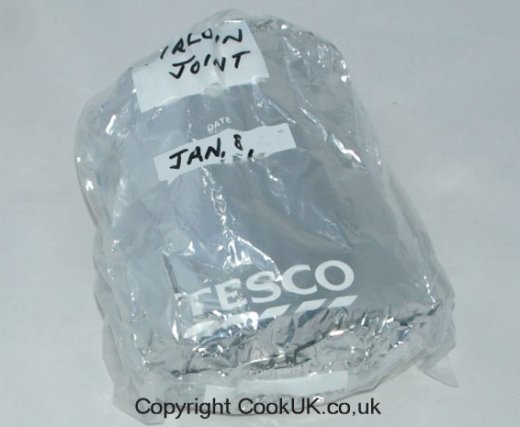 JOINT
DATE
JAN. 8,
TESCO
Copyright CookUK.co.uk